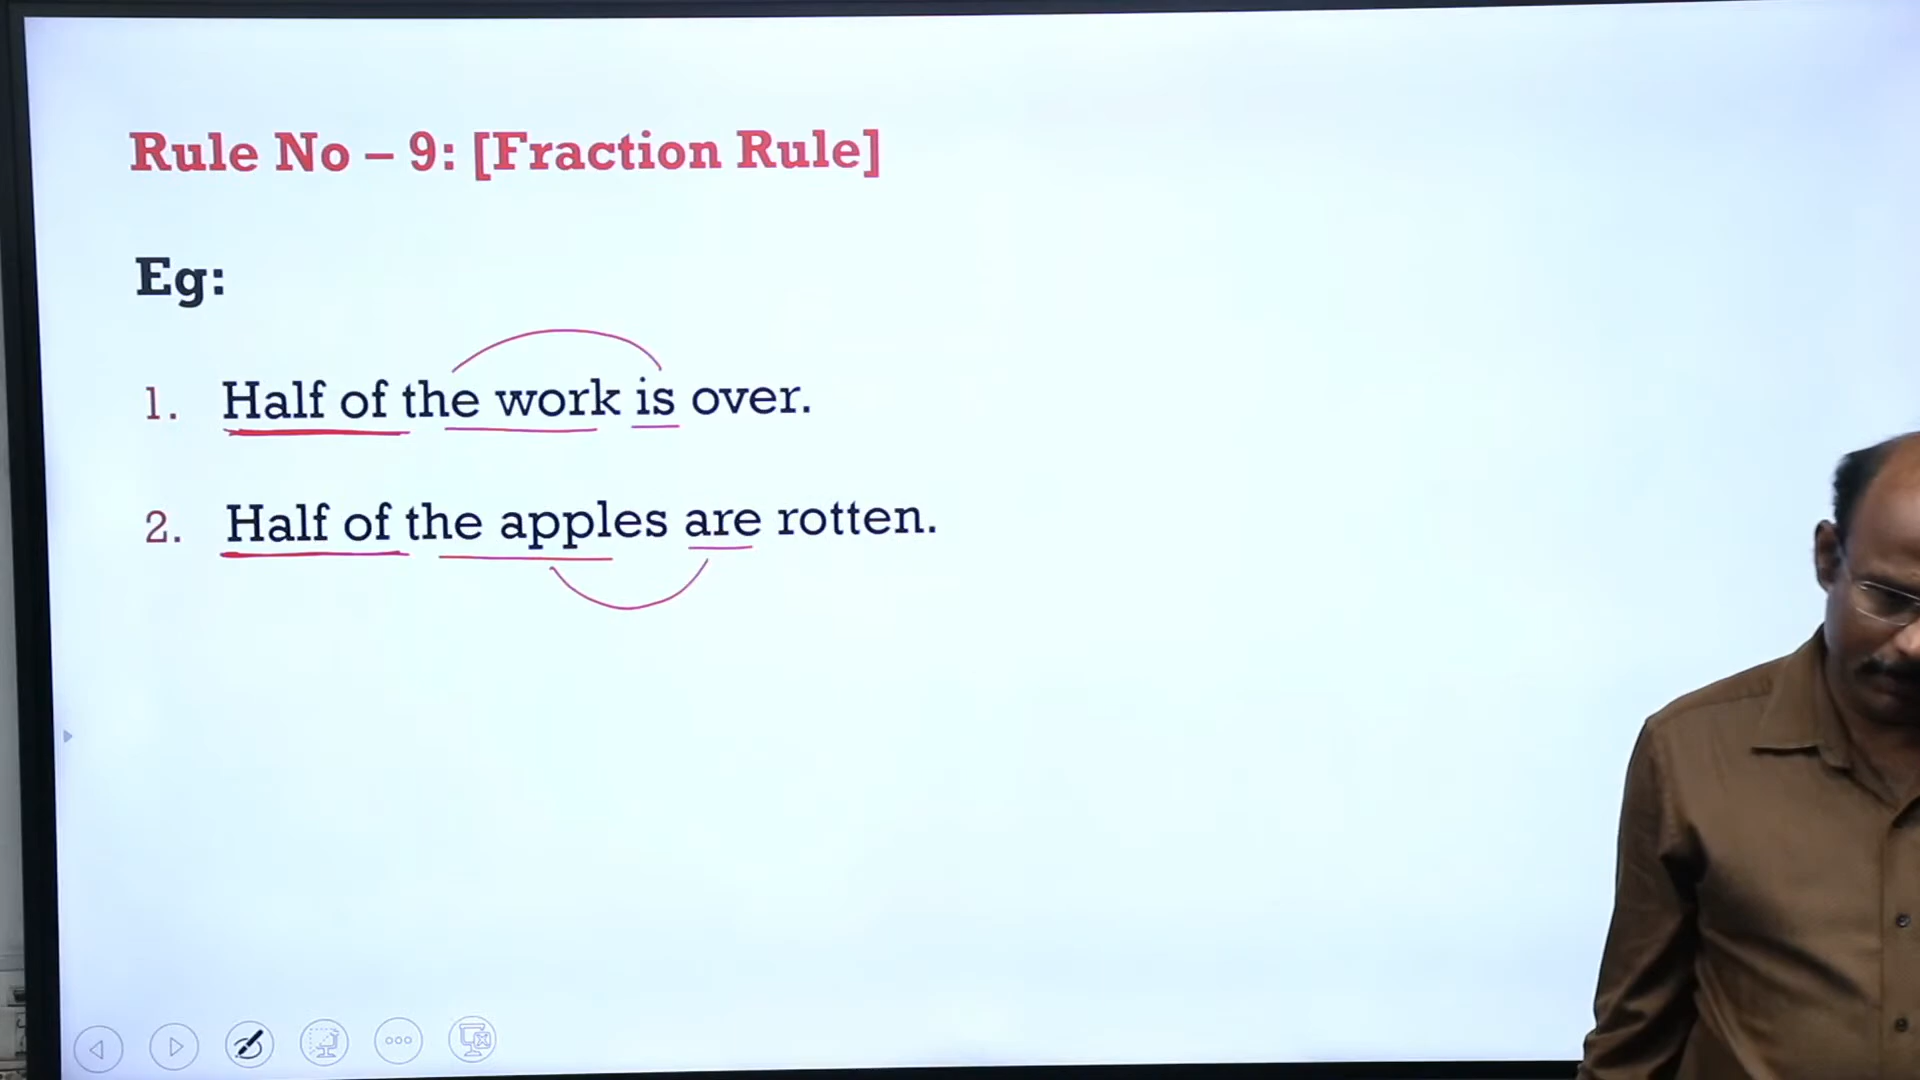 Rule No – 9: [Fraction Rule]
Eg:
1. Half of the work is over.
2. Half of the apples are rotten.